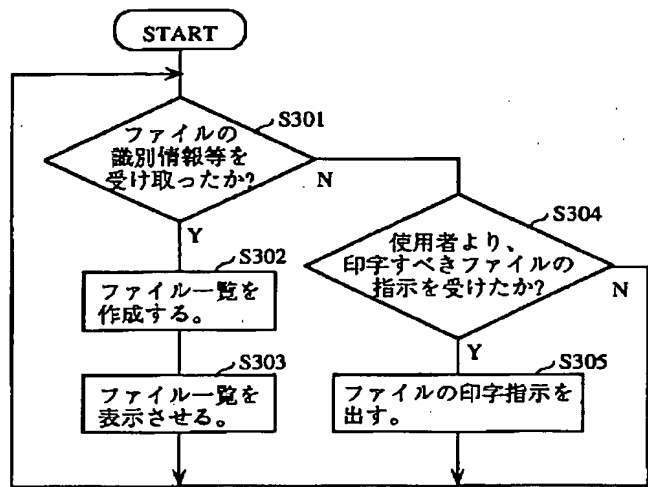 START
S301
ファイルの
識別情報等を
受け取ったか?
N
Y
S304
使用者より、
印字すべきファイルの
指示を受けたか?
N
Y
S302
ファイル一覧を
作成する。
S303
ファイル一覧を
表示させる。
S305
ファイルの印字指示を
出す。